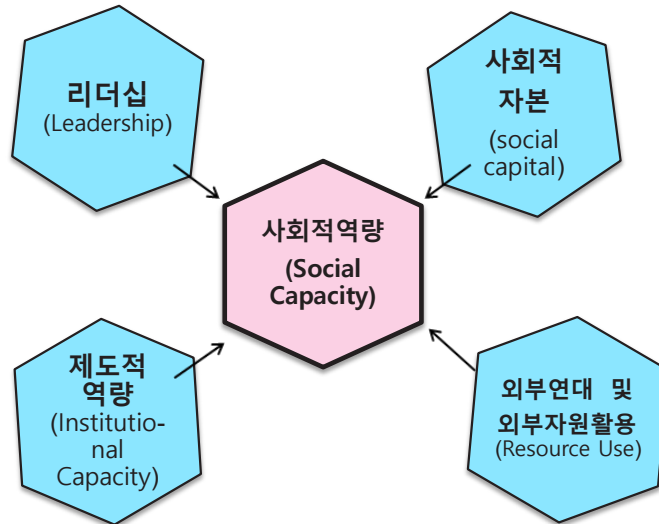 리더십
(Leadership)
사회적
자본
(social
capital)
사회적역량
(Social
Capacity)
제도적
역량
(Institutio-
nal
Capacity)
외부연대 및
외부자원활용
(Resource Use)